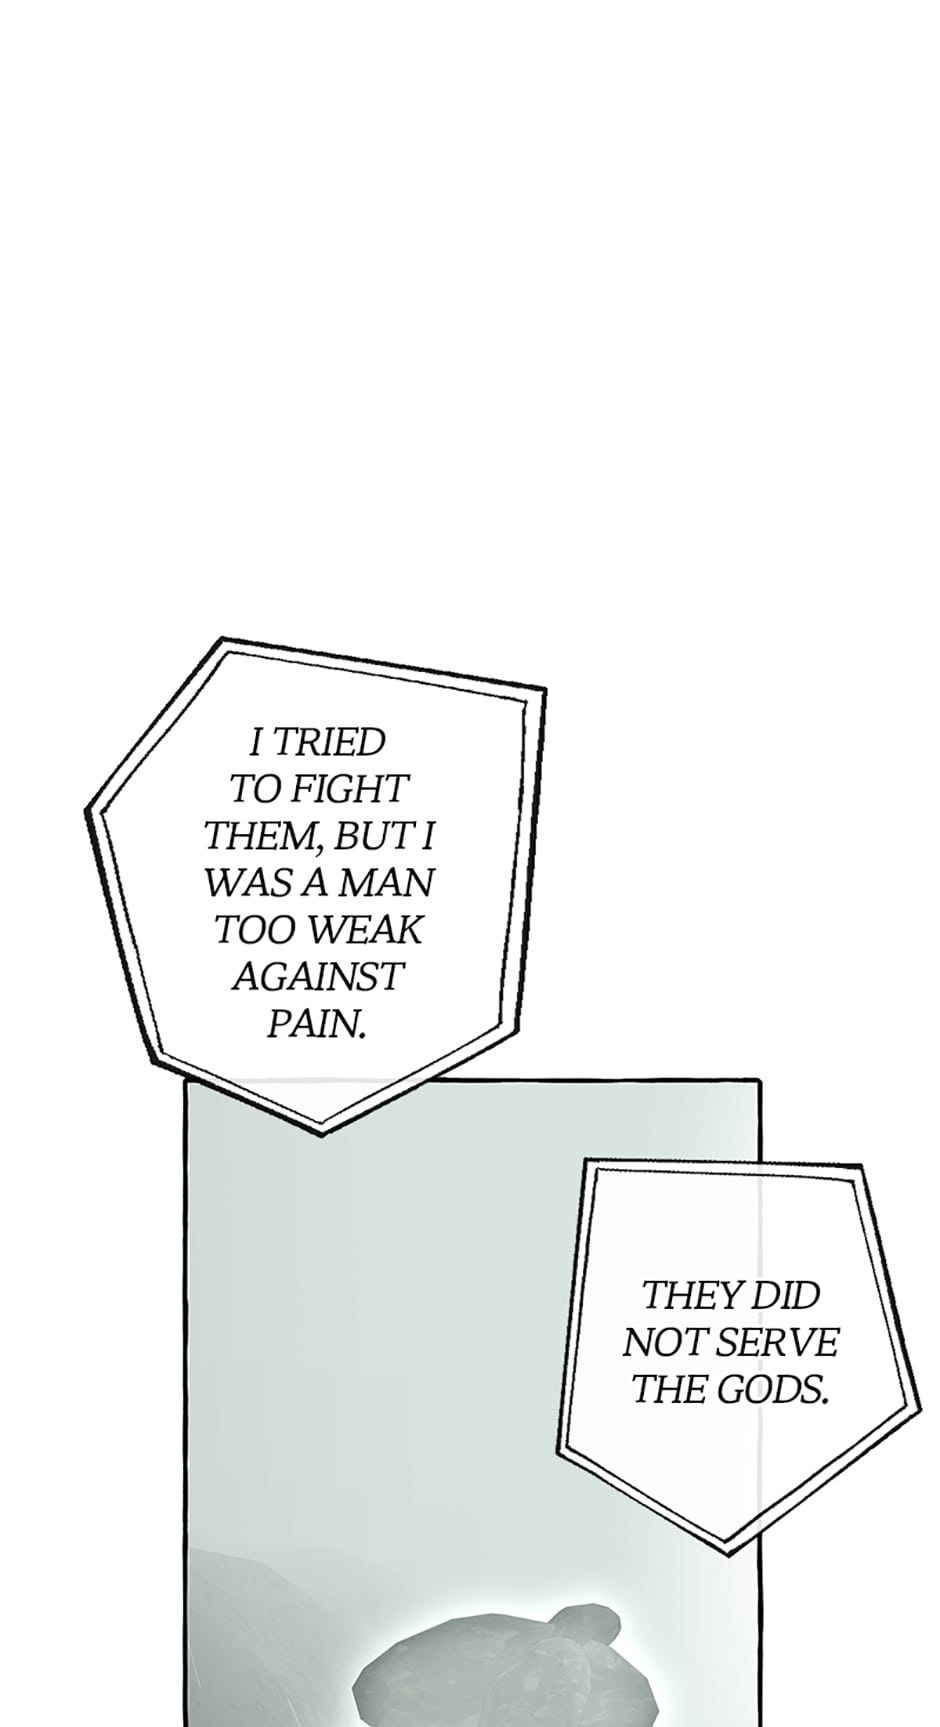 I TRIED
TO FIGHT
THEM, BUT I
WAS A MAN
TOO WEAK
AGAINST
PAIN.
THEY DID
NOT SERVE
THE GODS.